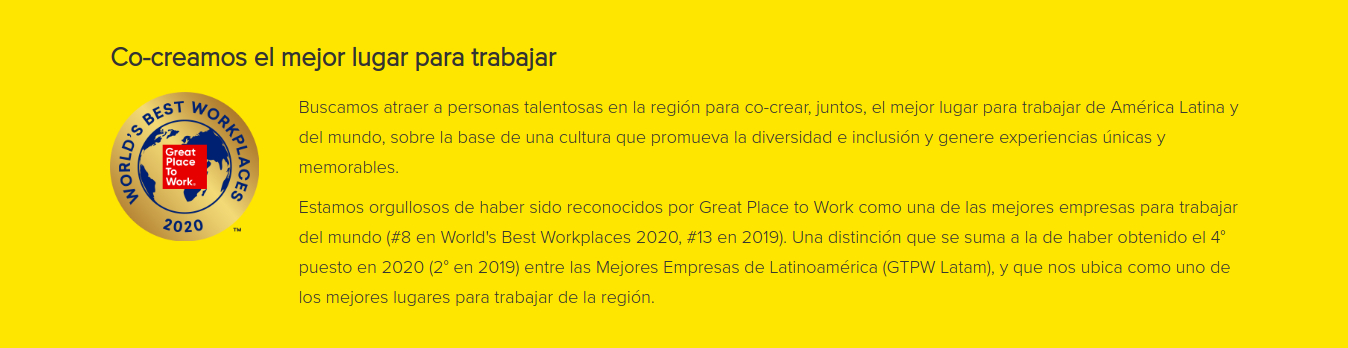 Co-creamos el mejor lugar para trabajar
WORLD'S BEST WORKPLACES
Great
Place
To
Work.
2020
™
Buscamos atraer a personas talentosas en la región para co-crear, juntos, el mejor lugar para trabajar de América Latina y
del mundo, sobre la base de una cultura que promueva la diversidad e inclusión y genere experiencias únicas y
memorables.
Estamos orgullosos de haber sido reconocidos por Great Place to Work como una de las mejores empresas para trabajar
del mundo (#8 en World's Best Workplaces 2020, #13 en 2019). Una distinción que se suma a la de haber obtenido el 4°
puesto en 2020 (2° en 2019) entre las Mejores Empresas de Latinoamérica (GTPW Latam), y que nos ubica como uno de
los mejores lugares para trabajar de la región.